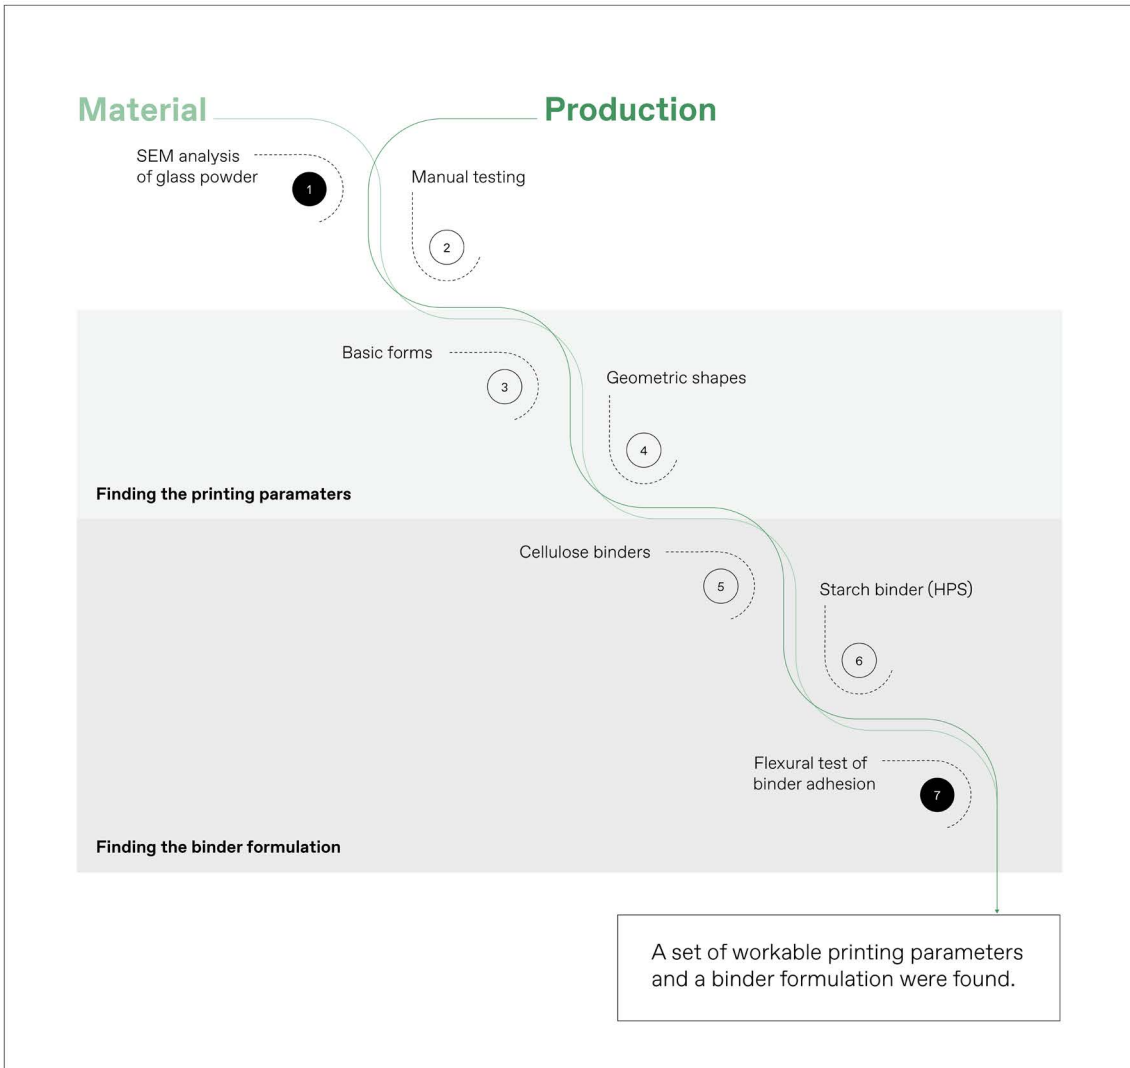 Material
Production
SEM analysis
of glass powder
1
Manual testing
2
Basic forms
3
Geometric shapes
4
Finding the printing paramaters
Cellulose binders
5
Starch binder (HPS)
6
Flexural test of
binder adhesion
7
Finding the binder formulation
A set of workable printing parameters
and a binder formulation were found.